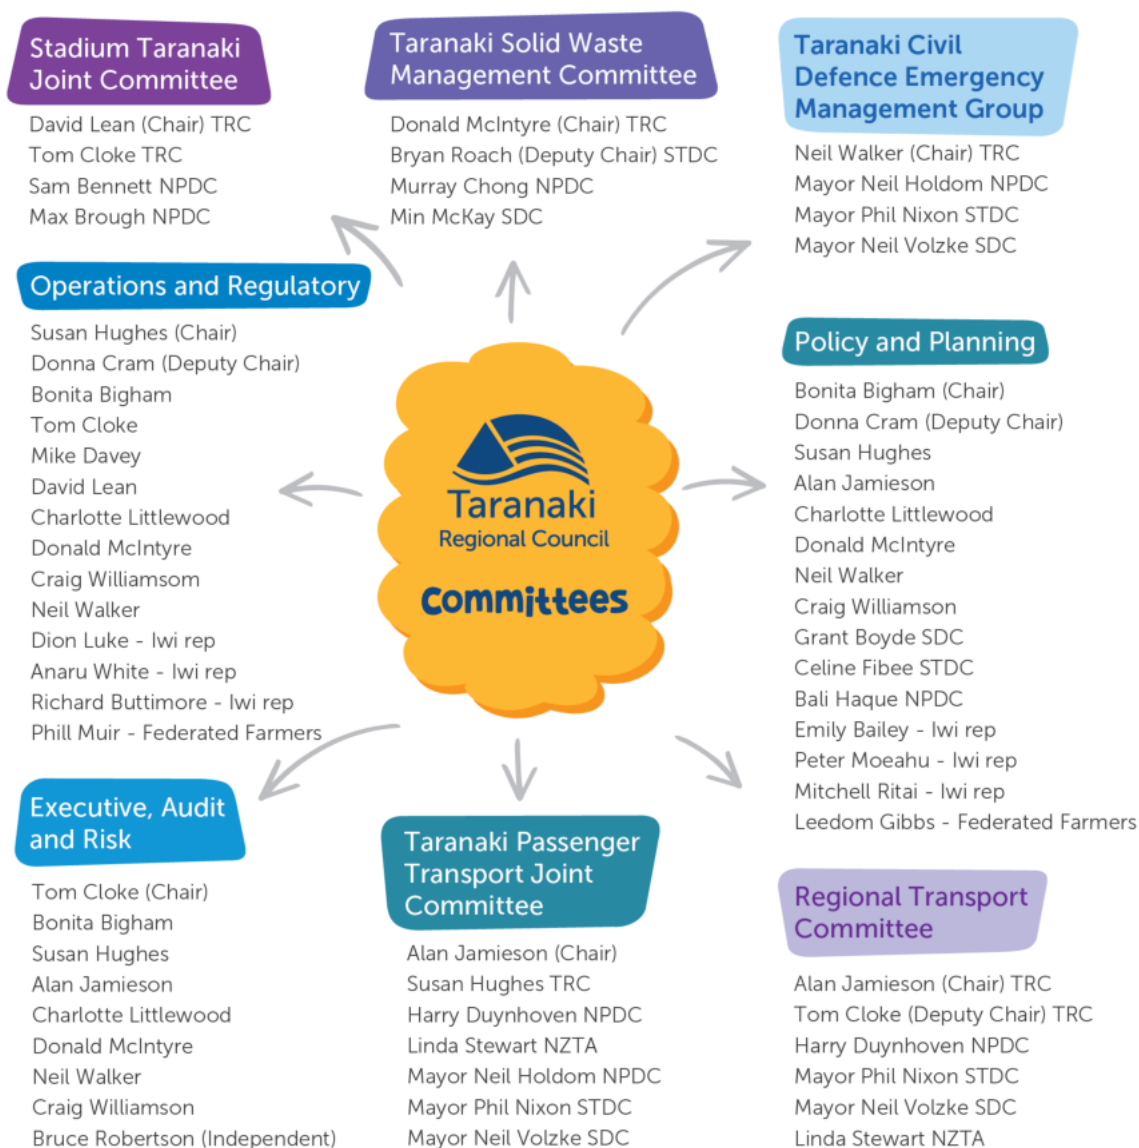 Stadium Taranaki
Joint Committee
David Lean (Chair) TRC
Tom Cloke TRC
Sam Bennett NPDC
Max Brough NPDC
Taranaki Solid Waste
Management Committee
Donald McIntyre (Chair) TRC
Bryan Roach (Deputy Chair) STDC
Murray Chong NPDC
Min McKay SDC
Taranaki Civil
Defence Emergency
Management Group
Neil Walker (Chair) TRC
Mayor Neil Holdom NPDC
Mayor Phil Nixon STDC
Mayor Neil Volzke SDC
Operations and Regulatory
Susan Hughes (Chair)
Donna Cram (Deputy Chair)
Bonita Bigham
Tom Cloke
Mike Davey
David Lean
Charlotte Littlewood
Donald McIntyre
Craig Williamsom
Neil Walker
Dion Luke - Iwi rep
Anaru White - Iwi rep
Richard Buttimore - Iwi rep
Phill Muir - Federated Farmers
Taranaki
Regional Council
Committees
Policy and Planning
Bonita Bigham (Chair)
Donna Cram (Deputy Chair)
Susan Hughes
Alan Jamieson
Charlotte Littlewood
Donald McIntyre
Neil Walker
Craig Williamson
Grant Boyde SDC
Celine Fibee STDC
Bali Haque NPDC
Emily Bailey - Iwi rep
Peter Moeahu - Iwi rep
Mitchell Ritai - Iwi rep
Leedom Gibbs - Federated Farmers
Executive, Audit
and Risk
Tom Cloke (Chair)
Bonita Bigham
Susan Hughes
Alan Jamieson
Charlotte Littlewood
Donald McIntyre
Neil Walker
Craig Williamson
Bruce Robertson (Independent)
Taranaki Passenger
Transport Joint
Committee
Alan Jamieson (Chair)
Susan Hughes TRC
Harry Duynhoven NPDC
Linda Stewart NZTA
Mayor Neil Holdom NPDC
Mayor Phil Nixon STDC
Mayor Neil Volzke SDC
Regional Transport
Committee
Alan Jamieson (Chair) TRC
Tom Cloke (Deputy Chair) TRC
Harry Duynhoven NPDC
Mayor Phil Nixon STDC
Mayor Neil Volzke SDC
Linda Stewart NZTA